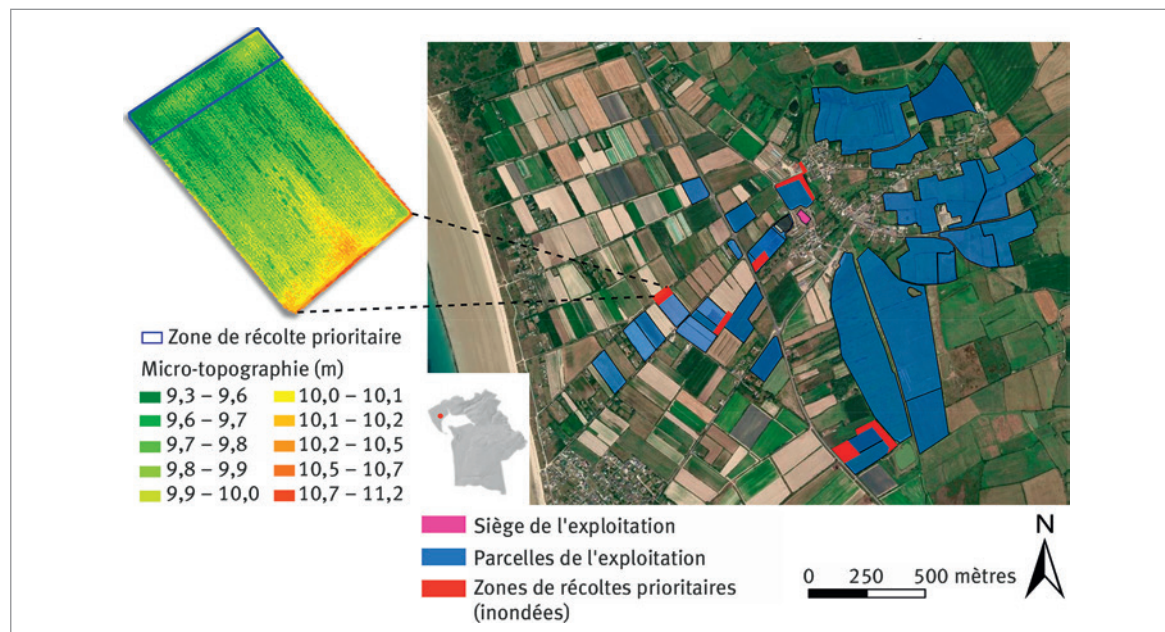 Zone de récolte prioritaire
Micro-topographie (m)
9,3 – 9,6
10,0 – 10,1
9,6 – 9,7
10,1 – 10,2
9,7 – 9,8
10,2 – 10,5
9,8 – 9,9
10,5 – 10,7
9,9 – 10,0
10,7 – 11,2
Siège de l'exploitation
Parcelles de l'exploitation
Zones de récoltes prioritaires
(inondées)
N
0 250 500 mètres